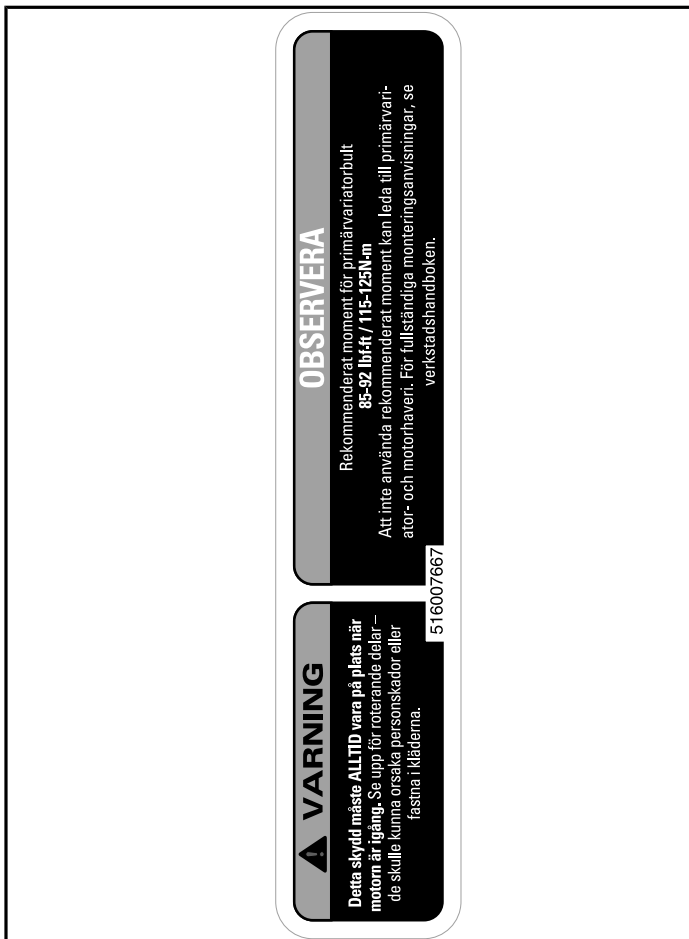 VARNING
Detta skydd måste ALLTID vara på plats när
motorn är igång. Se upp för roterande delar –
de skulle kunna orsaka personskador eller
fastna i kläderna.
OBSERVERA
Rekommenderat moment för primärvariatorbult
85-92 lbf-ft / 115-125N-m
Att inte använda rekommenderat moment kan leda till primärvari-
ator- och motorhaveri. För fullständiga monteringsanvisningar, se
verkstadshandboken.
516007667